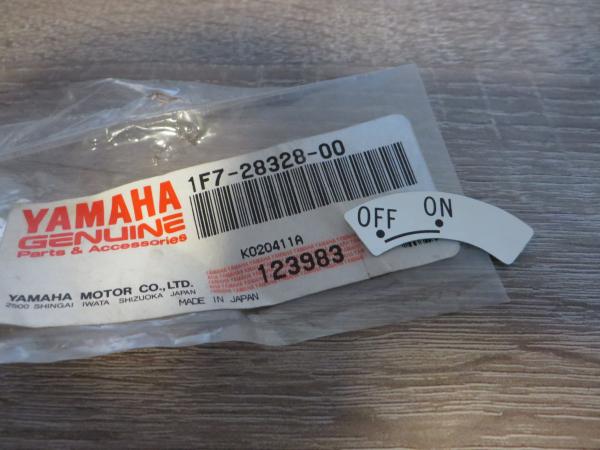 1F7-28328-00
YAMAHA
GENUINE
Parts & Accessories
K020411A
123983
YAMAHA MOTOR CO., LTD.
2500 SHINGAI IWATA SHIZUOKA JAPAN
MADE IN JAPAN
OFF ON